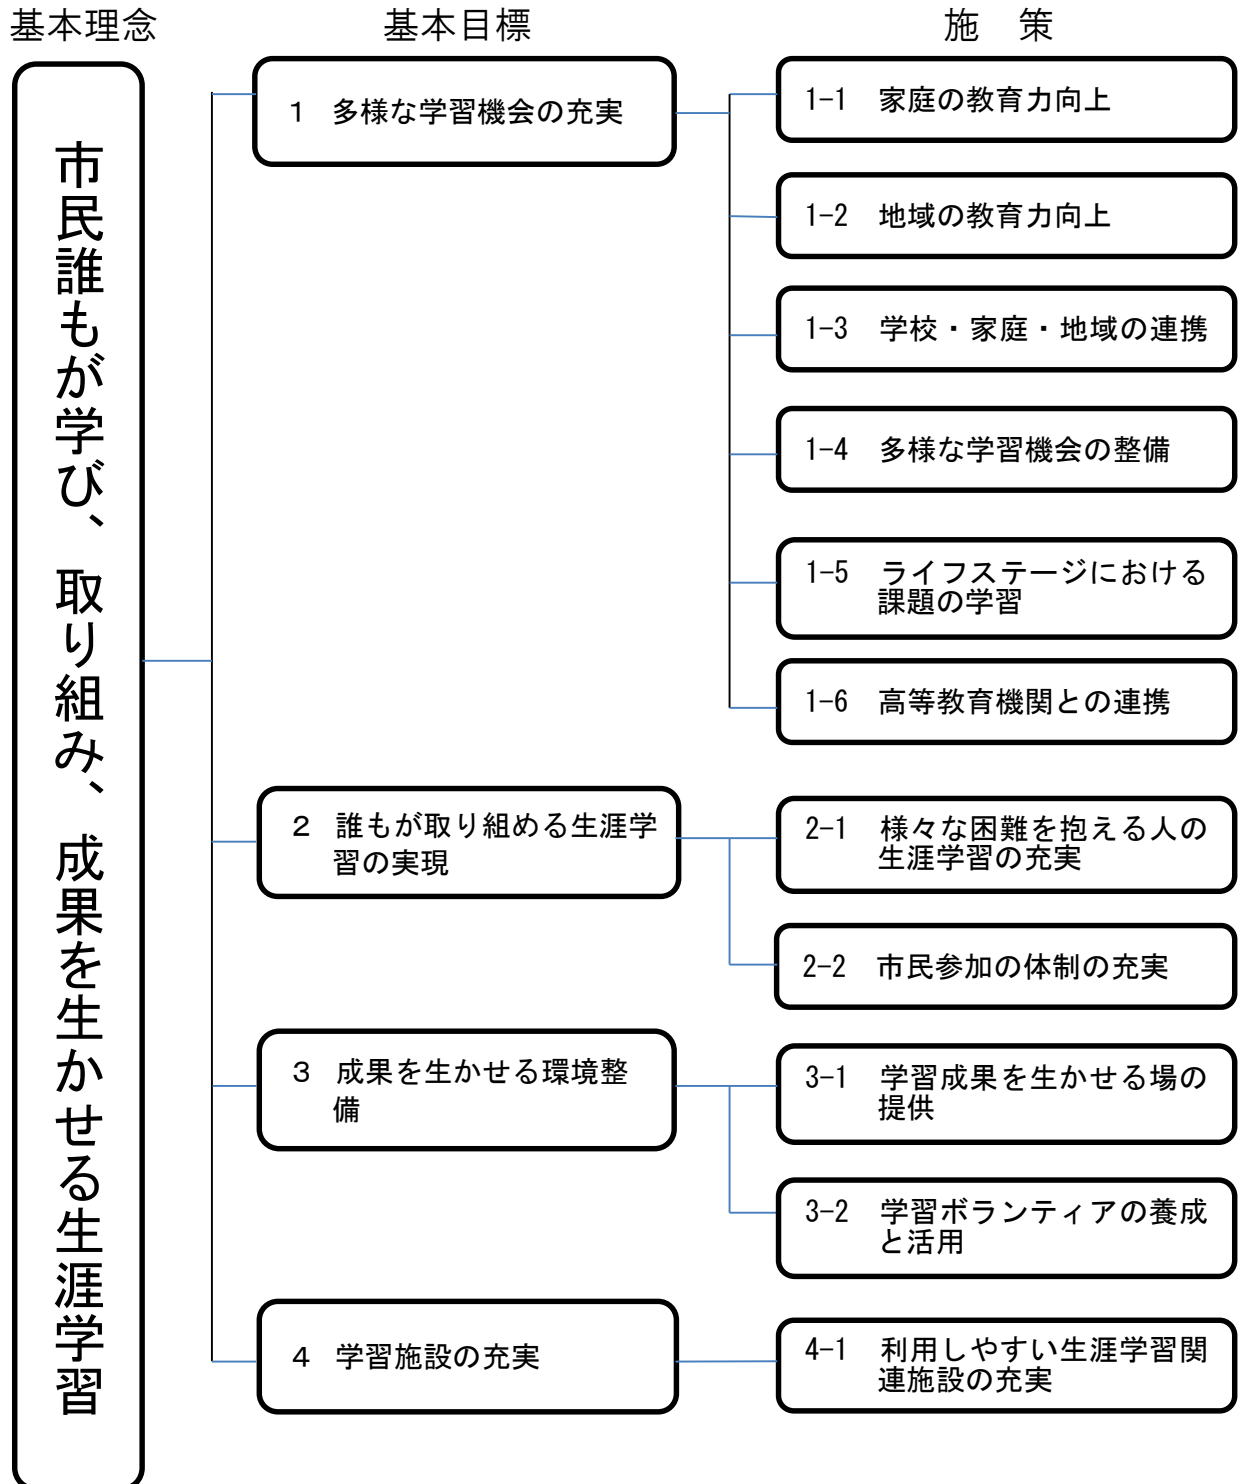 基本理念
基本目標
施　策
市民誰もが学び、取り組み、成果を生かせる生涯学習
１　多様な学習機会の充実
1-1　家庭の教育力向上
1-2　地域の教育力向上
1-3　学校・家庭・地域の連携
1-4　多様な学習機会の整備
1-5　ライフステージにおける
課題の学習
1-6　高等教育機関との連携
２　誰もが取り組める生涯学
習の実現
2-1　様々な困難を抱える人の
生涯学習の充実
2-2　市民参加の体制の充実
３　成果を生かせる環境整
備
3-1　学習成果を生かせる場の
提供
3-2　学習ボランティアの養成
と活用
４　学習施設の充実
4-1　利用しやすい生涯学習関
連施設の充実